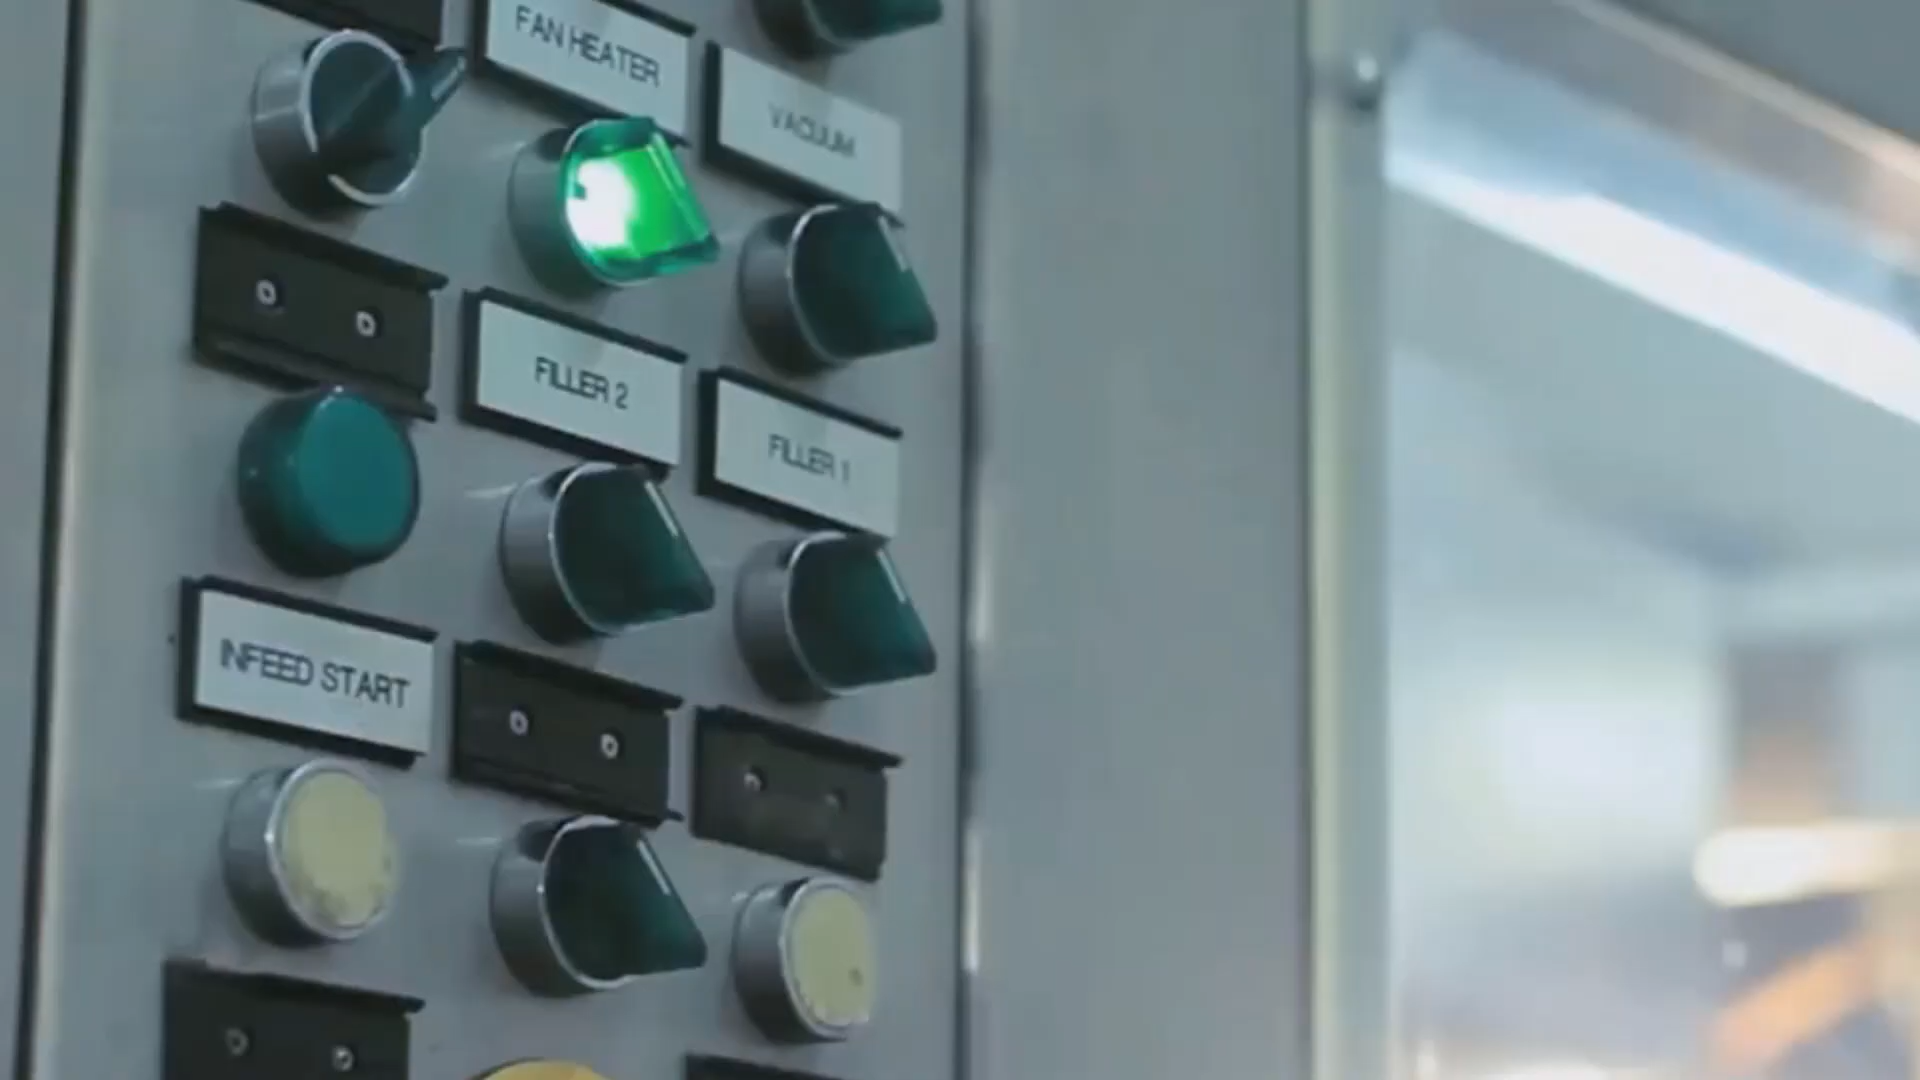 FAN HEATER
VACUUM
FILLER 2
FILLER 1
INFEED START